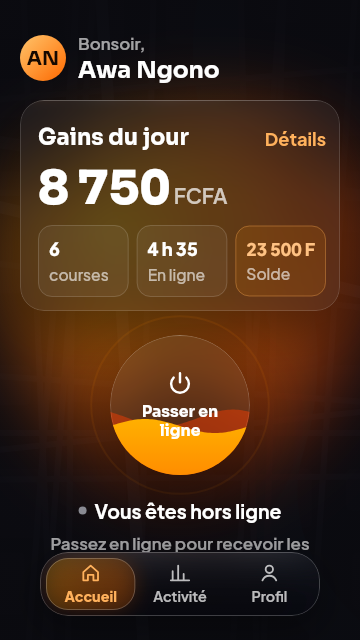 AN
Bonsoir,
Awa Ngono
Gains du jour
Détails
8 750 FCFA
6
courses
4 h 35
En ligne
23 500 F
Solde
Passer en
ligne
Vous êtes hors ligne
Passez en ligne pour recevoir les
Accueil
Activité
Profil